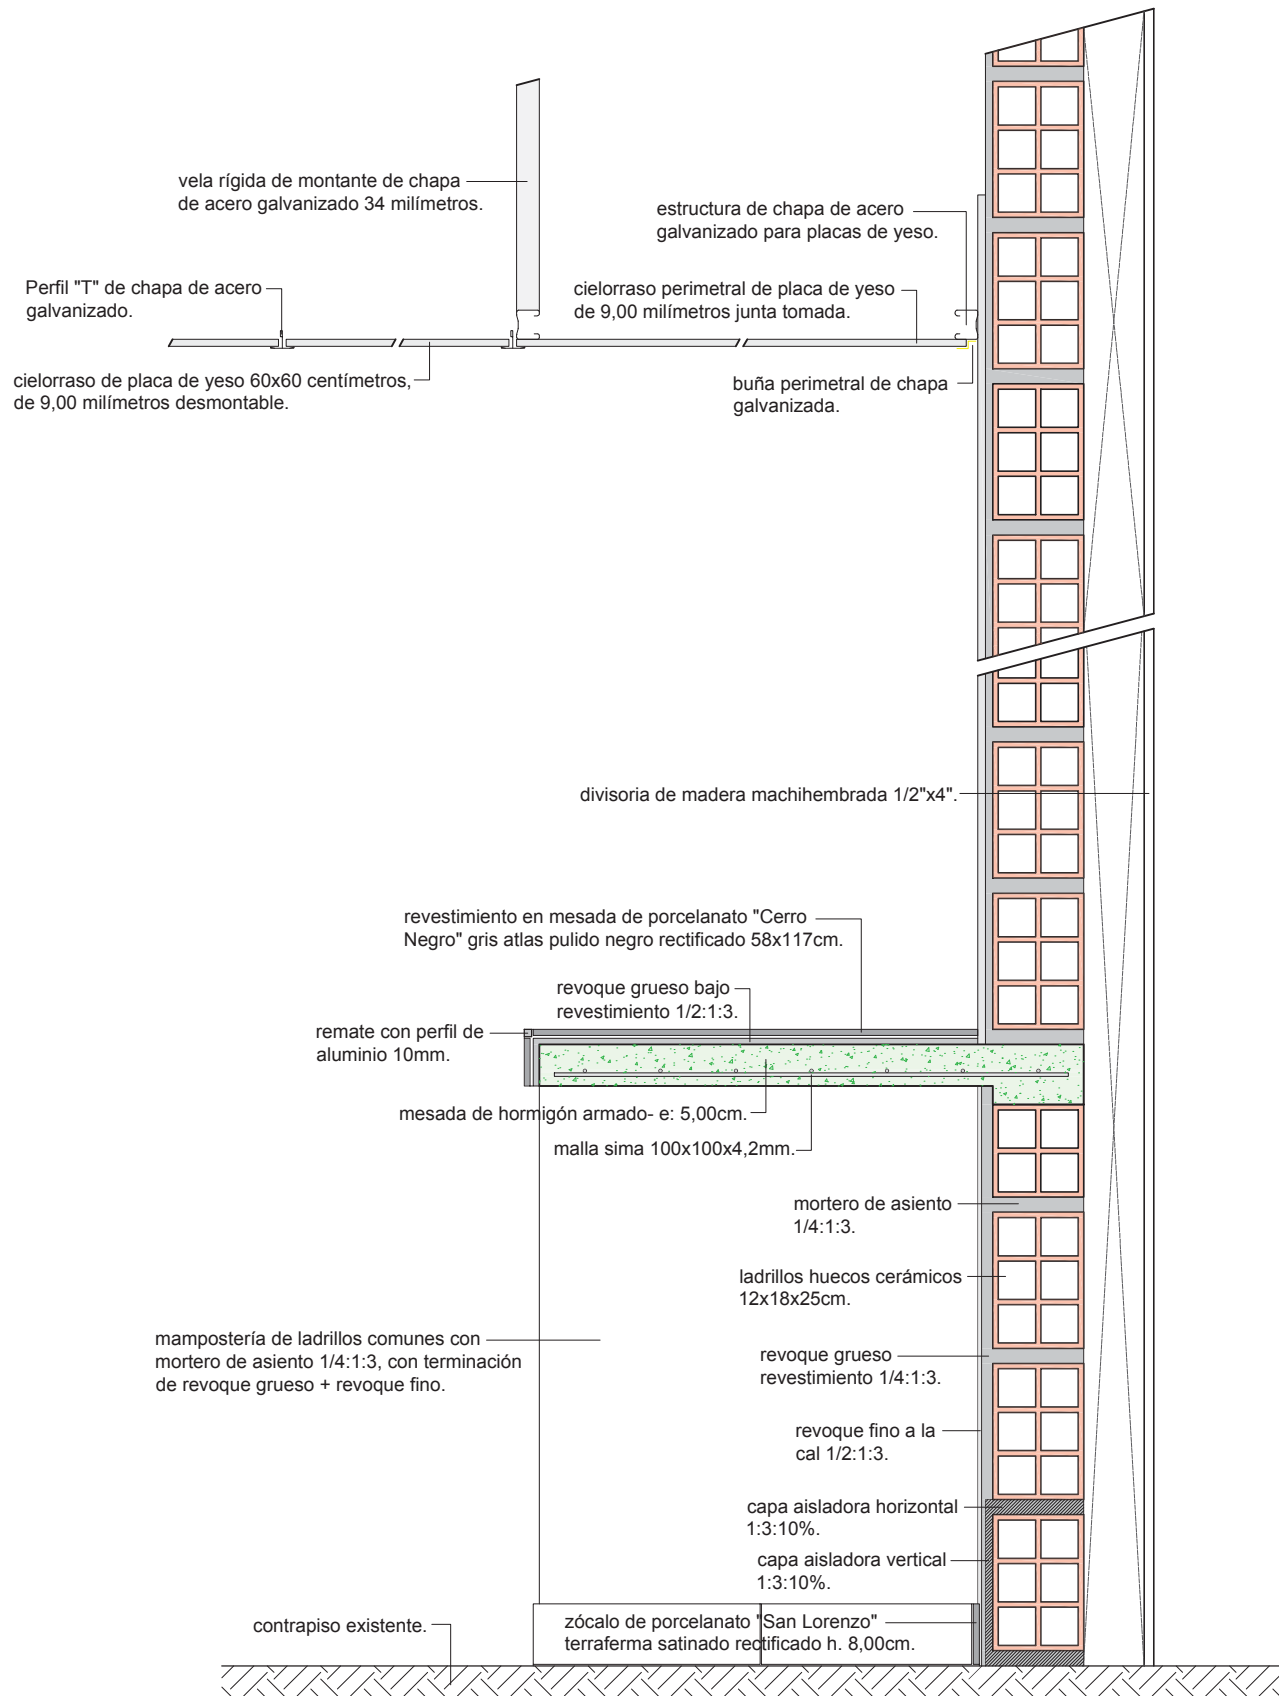 vela rígida de montante de chapa
de acero galvanizado 34 milímetros.
estructura de chapa de acero
galvanizado para placas de yeso.
Perfil "T" de chapa de acero
galvanizado.
cielorraso perimetral de placa de yeso
de 9,00 milímetros junta tomada.
cielorraso de placa de yeso 60x60 centímetros,
de 9,00 milímetros desmontable.
buña perimetral de chapa
galvanizada.
divisoria de madera machihembrada 1/2"x4".
revestimiento en mesada de porcelanato "Cerro
Negro" gris atlas pulido negro rectificado 58x117cm.
revoque grueso bajo
revestimiento 1/2:1:3.
remate con perfil de
aluminio 10mm.
mesada de hormigón armado- e: 5,00cm.
malla sima 100x100x4,2mm.
mortero de asiento
1/4:1:3.
ladrillos huecos cerámicos
12x18x25cm.
mampostería de ladrillos comunes con
mortero de asiento 1/4:1:3, con terminación
de revoque grueso + revoque fino.
revoque grueso
revestimiento 1/4:1:3.
revoque fino a la
cal 1/2:1:3.
capa aisladora horizontal
1:3:10%.
capa aisladora vertical
1:3:10%.
contrapiso existente.
zócalo de porcelanato "San Lorenzo"
terraferma satinado rectificado h. 8,00cm.